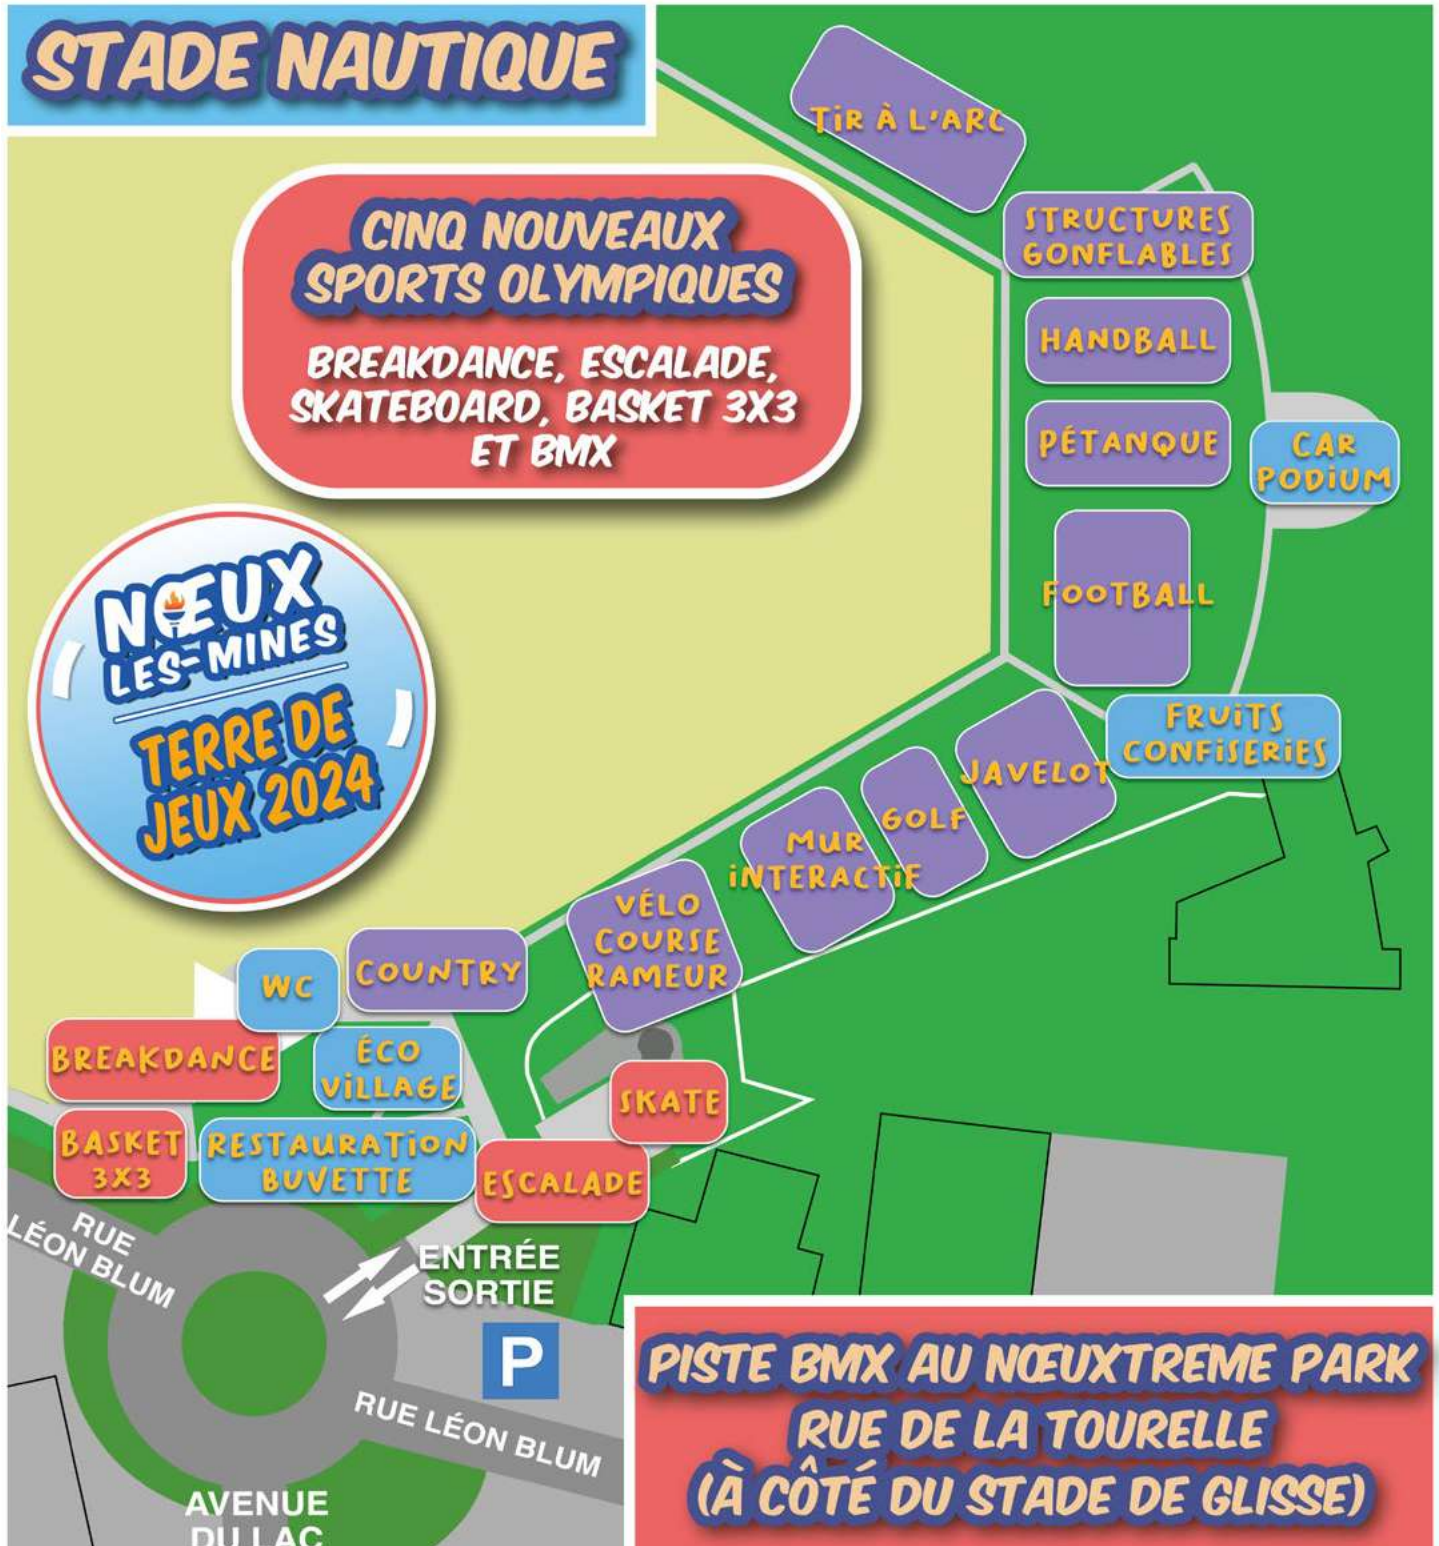 STADE NAUTIQUE
TiR À L'ARC
CINQ NOUVEAUX
SPORTS OLYMPIQUES
BREAKDANCE, ESCALADE,
SKATEBOARD, BASKET 3X3
ET BMX
STRUCTURES
GONFLABLES
HANDBALL
PÉTANQUE
CAR
PODiUM
FOOTBALL
NŒUX
LES-MINES
TERRE DE
JEUX 2024
FRUiTS
CONFiSERiES
JAVELOT
GOLF
MUR
iNTERACTiF
VÉLO
COURSE
RAMEUR
COUNTRY
WC
BREAKDANCE
ÉCO
ViLLAGE
SKATE
BASKET
3X3
RESTAURATiON
BUVETTE
ESCALADE
RUE
LÉON BLUM
ENTRÉE
SORTIE
P
RUE LÉON BLUM
AVENUE
DU LAC
PISTE BMX AU NŒUXTREME PARK
RUE DE LA TOURELLE
(À CÔTÉ DU STADE DE GLISSE)